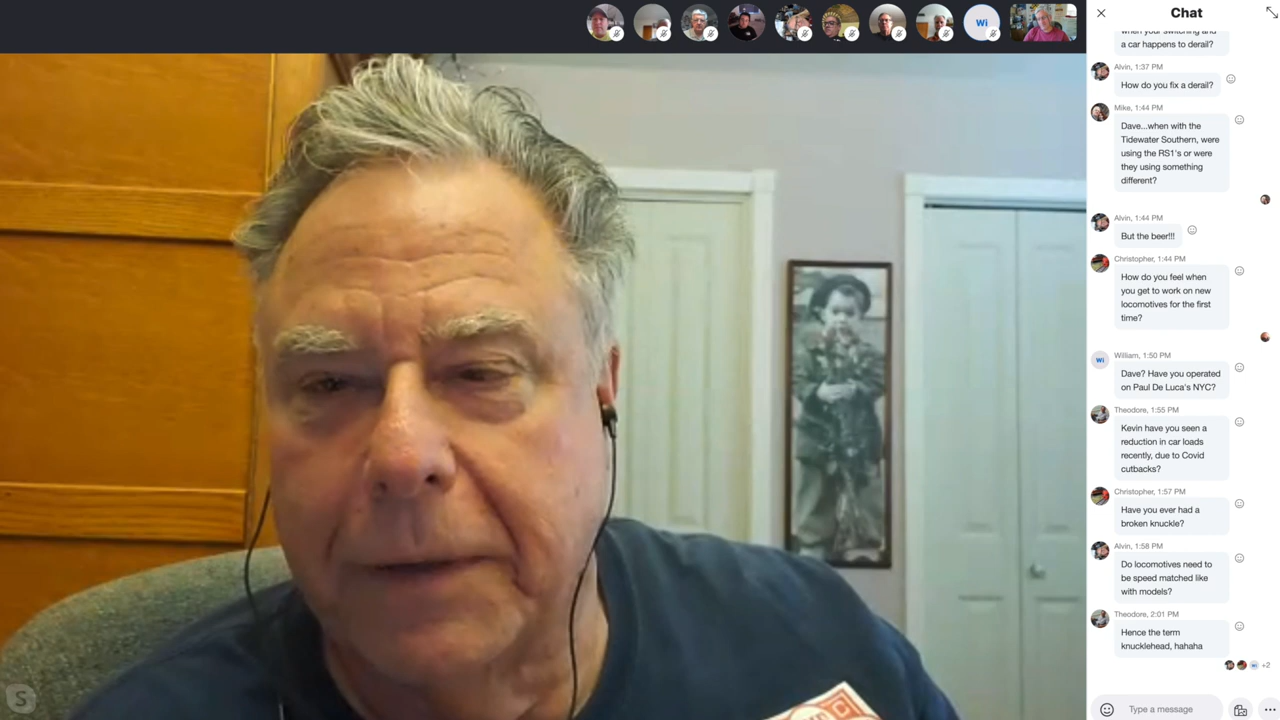 Wi
Chat
when your switching and
a car happens to derail?
Alvin, 1:37 PM
How do you fix a derail?
Mike, 1:44 PM
Dave...when with the
Tidewater Southern, were
using the RS1's or were
they using something
different?
Alvin, 1:44 PM
But the beer!!!
Christopher, 1:44 PM
How do you feel when
you get to work on new
locomotives for the first
time?
Wi
William, 1:50 PM
Dave? Have you operated
on Paul De Luca's NYC?
Theodore, 1:55 PM
Kevin have you seen a
reduction in car loads
recently, due to Covid
cutbacks?
Christopher, 1:57 PM
Have you ever had a
broken knuckle?
Alvin, 1:58 PM
Do locomotives need to
be speed matched like
with models?
Theodore, 2:01 PM
Hence the term
knucklehead, hahaha
Wi +2
Type a message
S